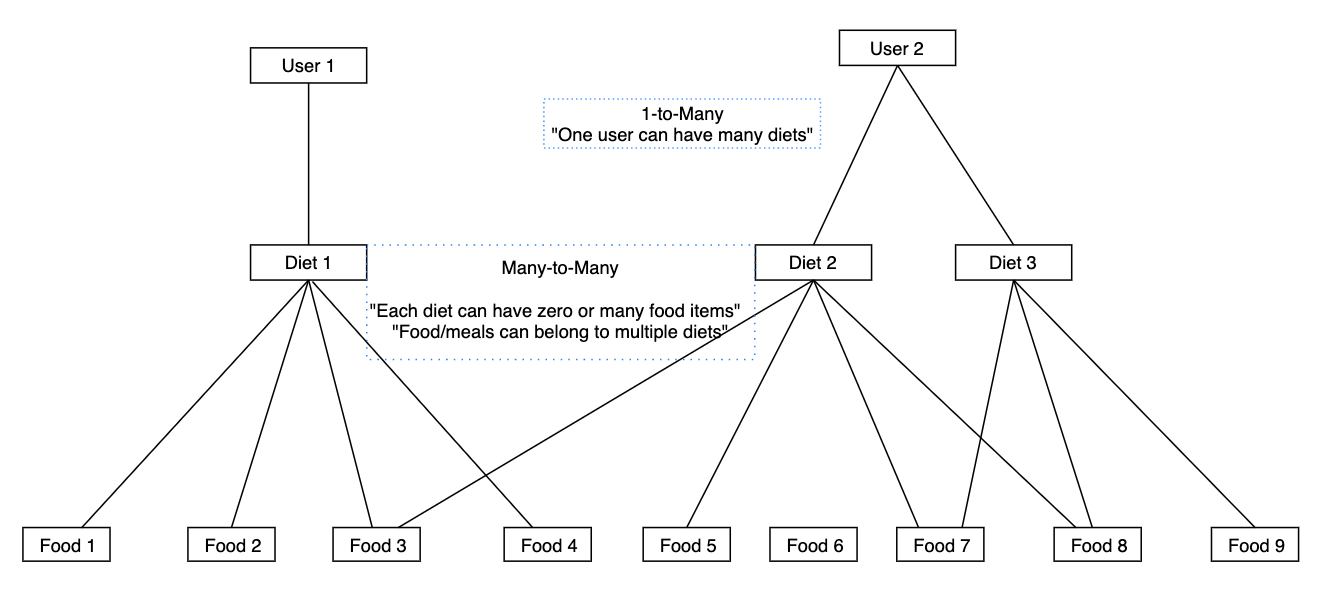 User 1
User 2
1-to-Many
"One user can have many diets"
Diet 1
Many-to-Many
"Each diet can have zero or many food items"
"Food/meals can belong to multiple diets"
Diet 2
Diet 3
Food 1
Food 2
Food 3
Food 4
Food 5
Food 6
Food 7
Food 8
Food 9